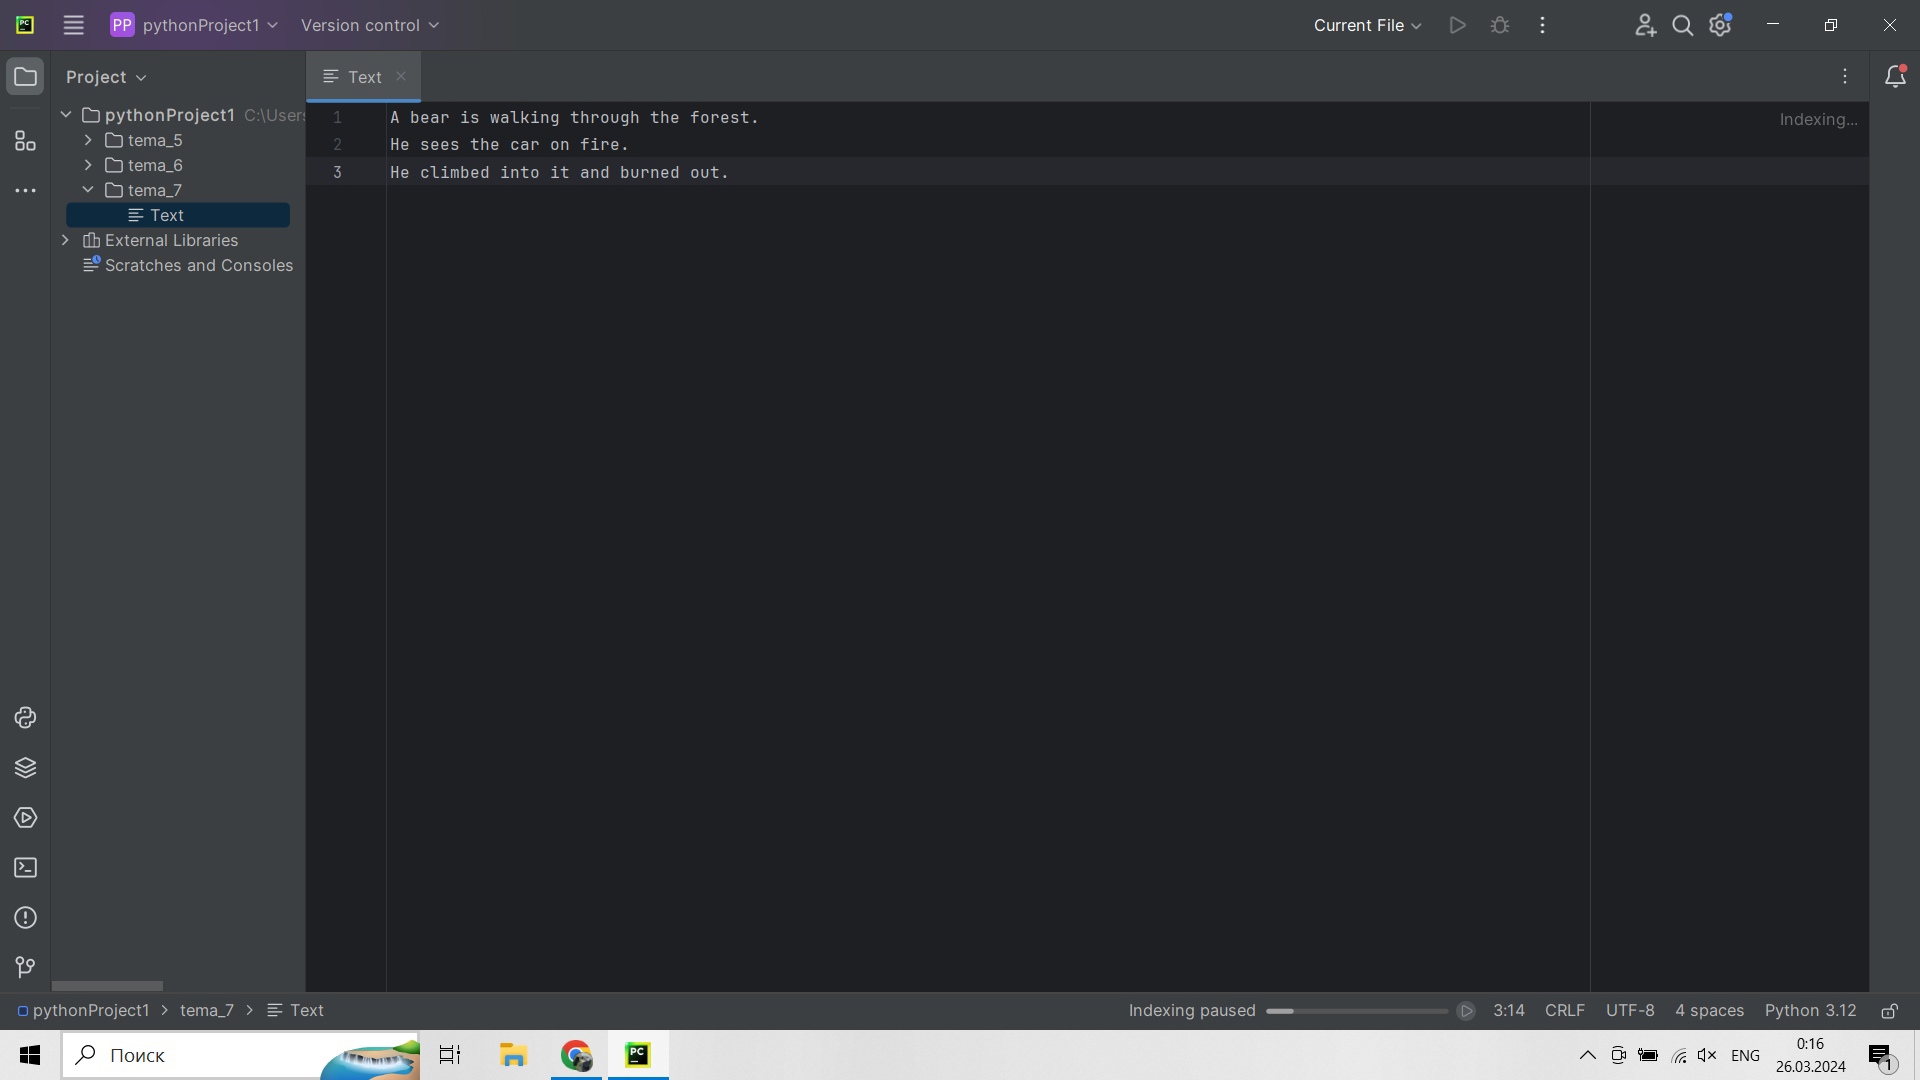 PC
PP pythonProject1
Version control
Current File
Project
Text
pythonProject1 C:\Users
tema_5
tema_6
tema_7
Text
External Libraries
Scratches and Consoles
1 A bear is walking through the forest.
2 He sees the car on fire.
3 He climbed into it and burned out.
Indexing...
pythonProject1 > tema_7 > Text
Indexing paused
3:14 CRLF UTF-8 4 spaces Python 3.12
Поиск
PC
ENG
0:16
26.03.2024
1